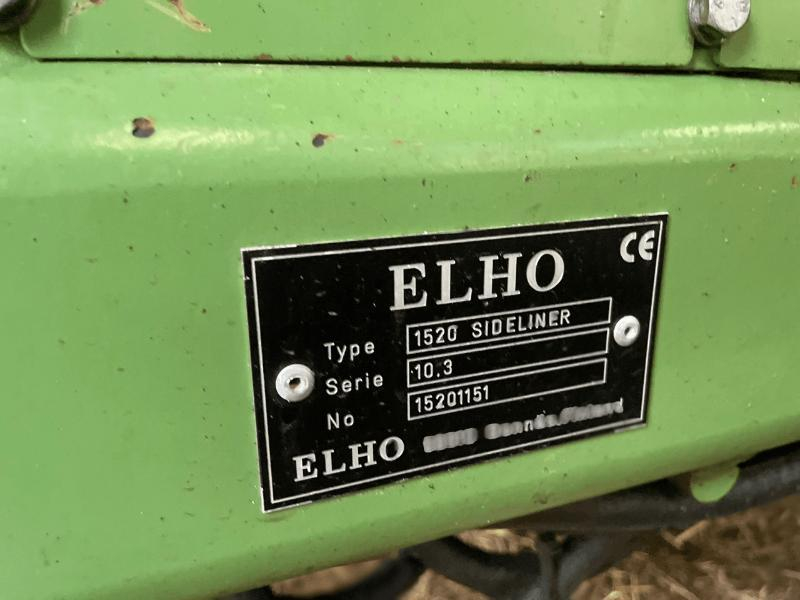 ELHO
CE
Type 1520 SIDELINER
Serie 10.3
No 15201151
ELHO